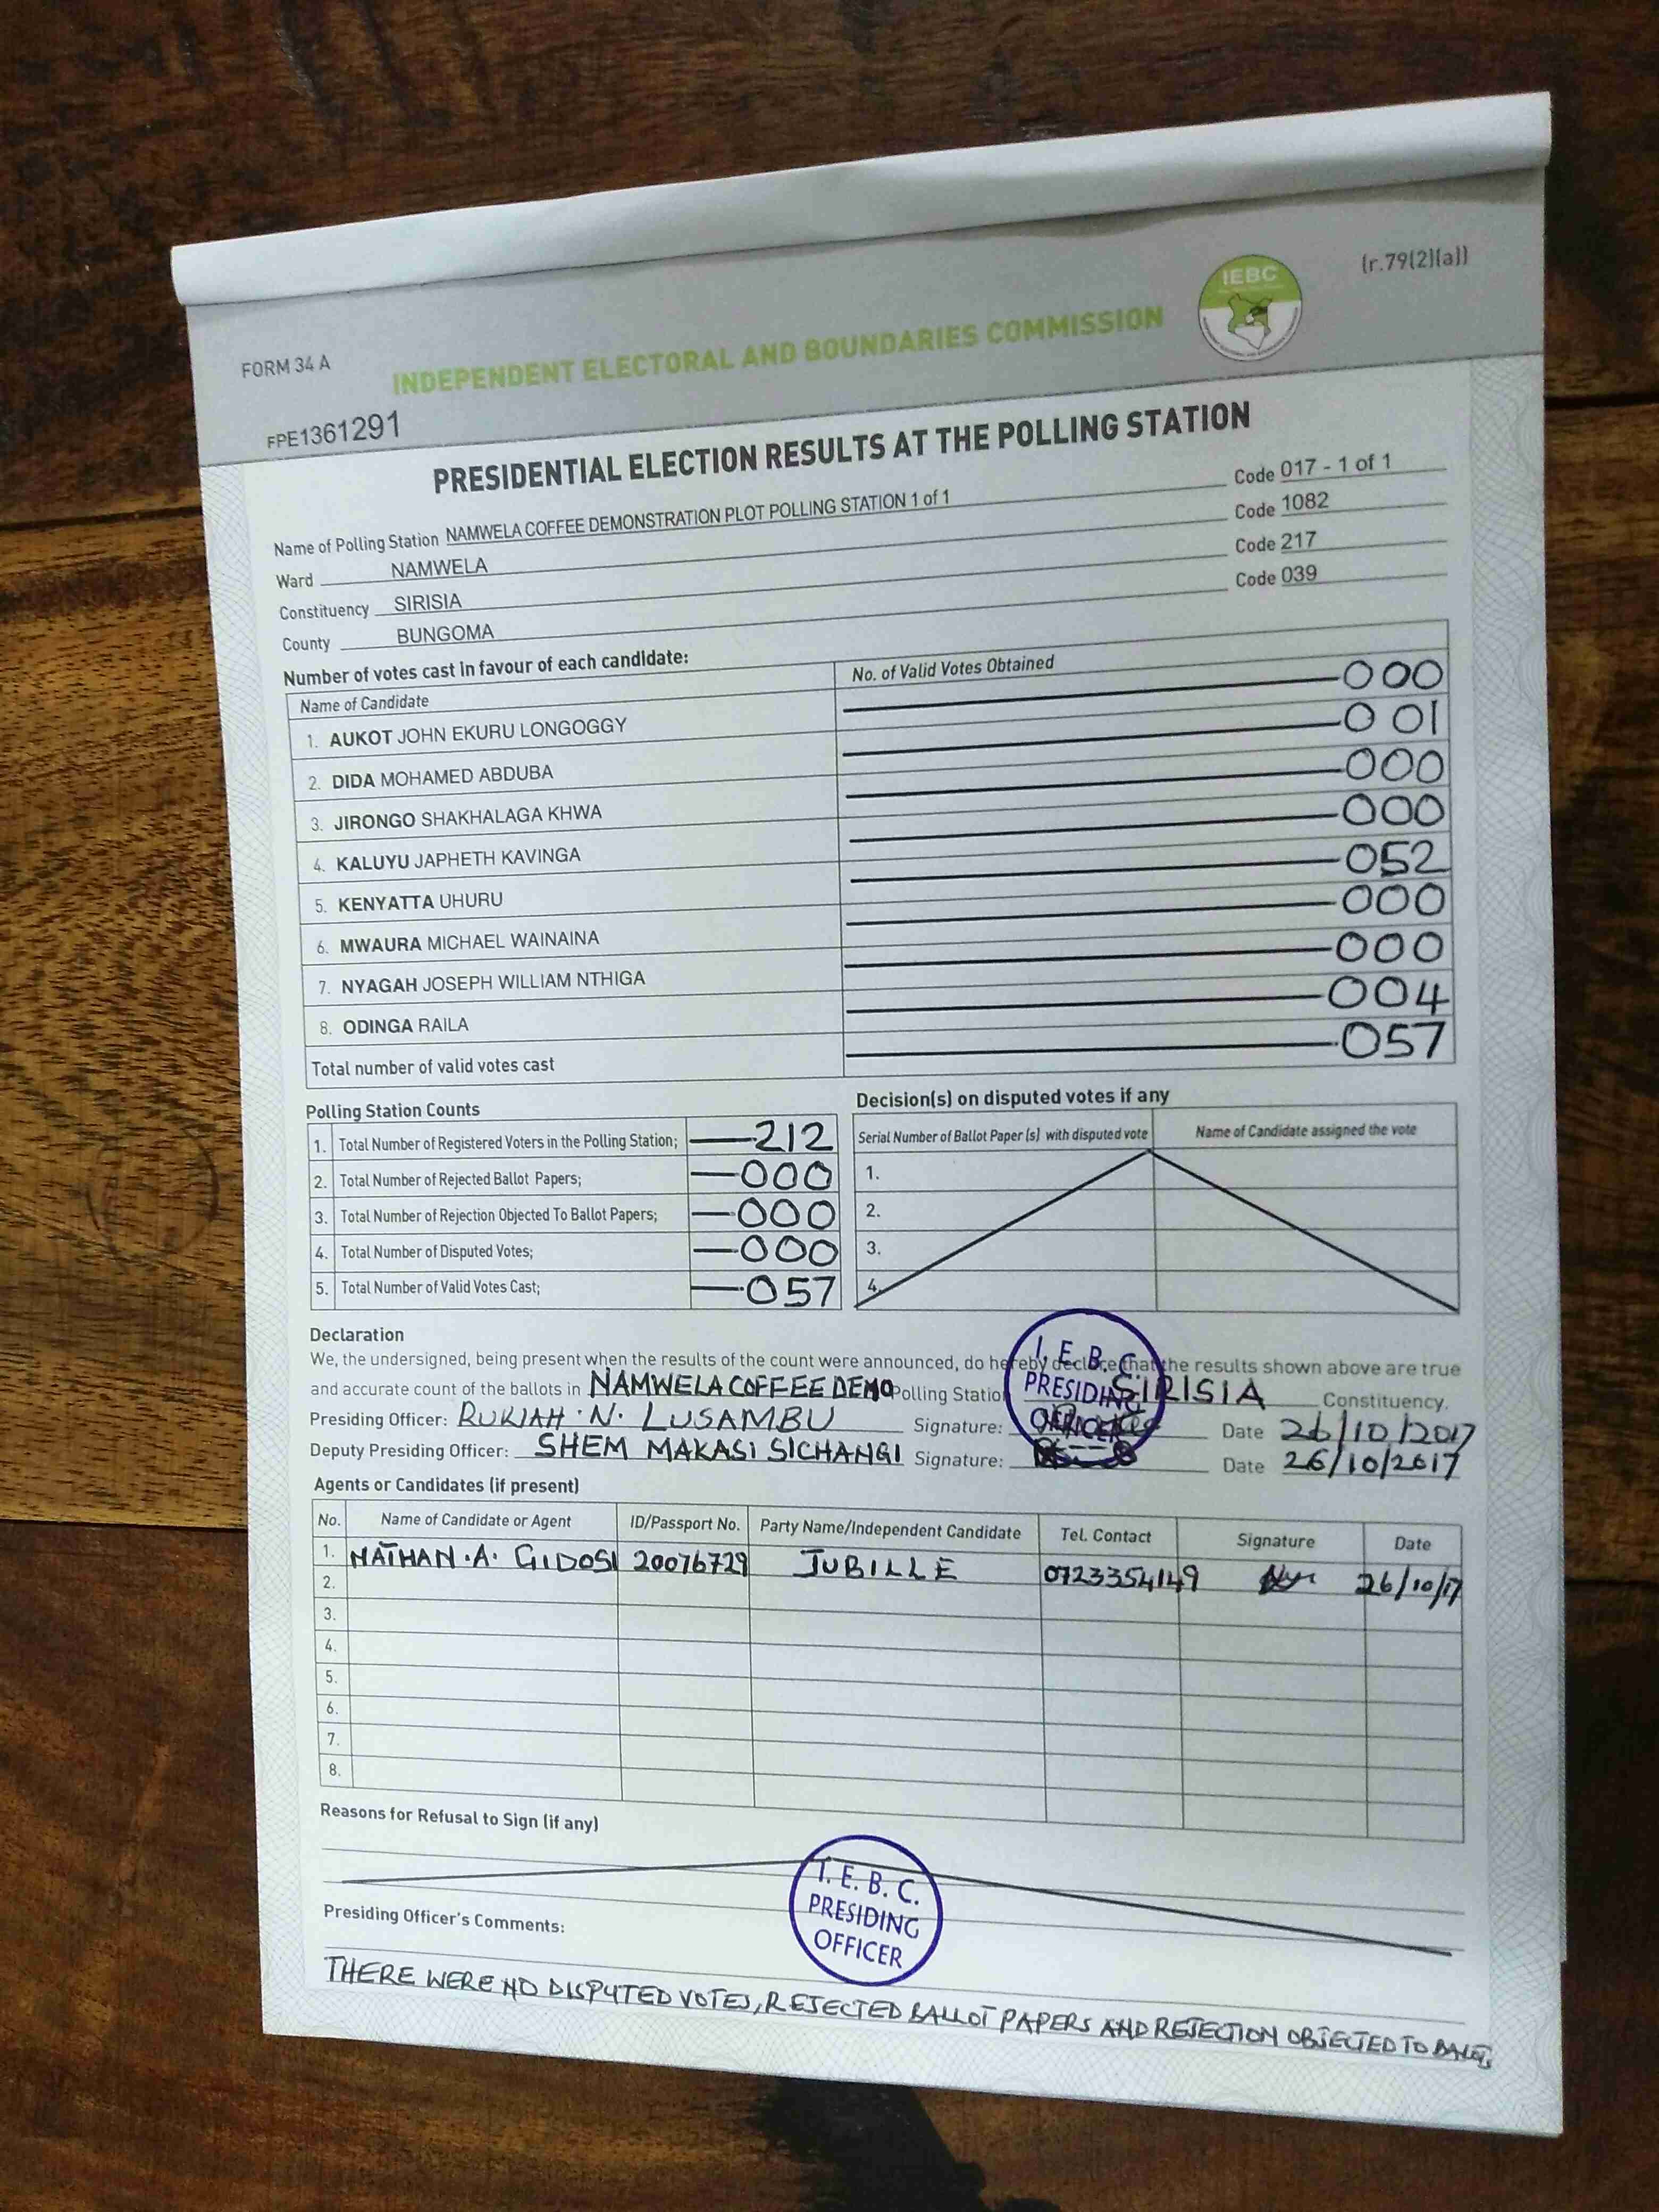 (r.79(2)(a))
IEBC
FORM 34 A
INDEPENDENT ELECTORAL AND BOUNDARIES COMMISSION
FPE1361291
PRESIDENTIAL ELECTION RESULTS AT THE POLLING STATION
Name of Polling Station NAMWELA COFFEE DEMONSTRATION PLOT POLLING STATION 1 of 1 Code 017 - 1 of 1
Ward NAMWELA Code 1082
Constituency SIRISIA Code 217
County BUNGOMA Code 039
Number of votes cast in favour of each candidate:
Name of Candidate No. of Valid Votes Obtained
1. AUKOT JOHN EKURU LONGOGGY 000
2. DIDA MOHAMED ABDUBA 001
3. JIRONGO SHAKHALAGA KHWA 000
4. KALUYU JAPHETH KAVINGA 000
5. KENYATTA UHURU 052
6. MWAURA MICHAEL WAINAINA 000
7. NYAGAH JOSEPH WILLIAM NTHIGA 000
8. ODINGA RAILA 004
Total number of valid votes cast 057
Polling Station Counts
1. Total Number of Registered Voters in the Polling Station; 212
2. Total Number of Rejected Ballot Papers; 000
3. Total Number of Rejection Objected To Ballot Papers; 000
4. Total Number of Disputed Votes; 000
5. Total Number of Valid Votes Cast; 057
Decision(s) on disputed votes if any
Serial Number of Ballot Paper (s) with disputed vote Name of Candidate assigned the vote
1.
2.
3.
4.
Declaration
We, the undersigned, being present when the results of the count were announced, do hereby declare that the results shown above are true
and accurate count of the ballots in NAMWELA COFFEE DEMO Polling Station SIRISIA Constituency.
Presiding Officer: RUKIAH .N. LUSAMBU Signature: Date 26/10/2017
Deputy Presiding Officer: SHEM MAKASI SICHANGI Signature: Date 26/10/2017
I. E. B. C.
PRESIDING
OFFICER
Agents or Candidates (if present)
No. Name of Candidate or Agent ID/Passport No. Party Name/Independent Candidate Tel. Contact Signature Date
1. NATHAN .A. GIDOSI 20076729 JUBILLE 0723354149 26/10/17
2.
3.
4.
5.
6.
7.
8.
Reasons for Refusal to Sign (if any)
I. E. B. C.
PRESIDING
OFFICER
Presiding Officer's Comments:
THERE WERE NO DISPUTED VOTES, REJECTED BALLOT PAPERS AND REJECTION OBJECTED TO